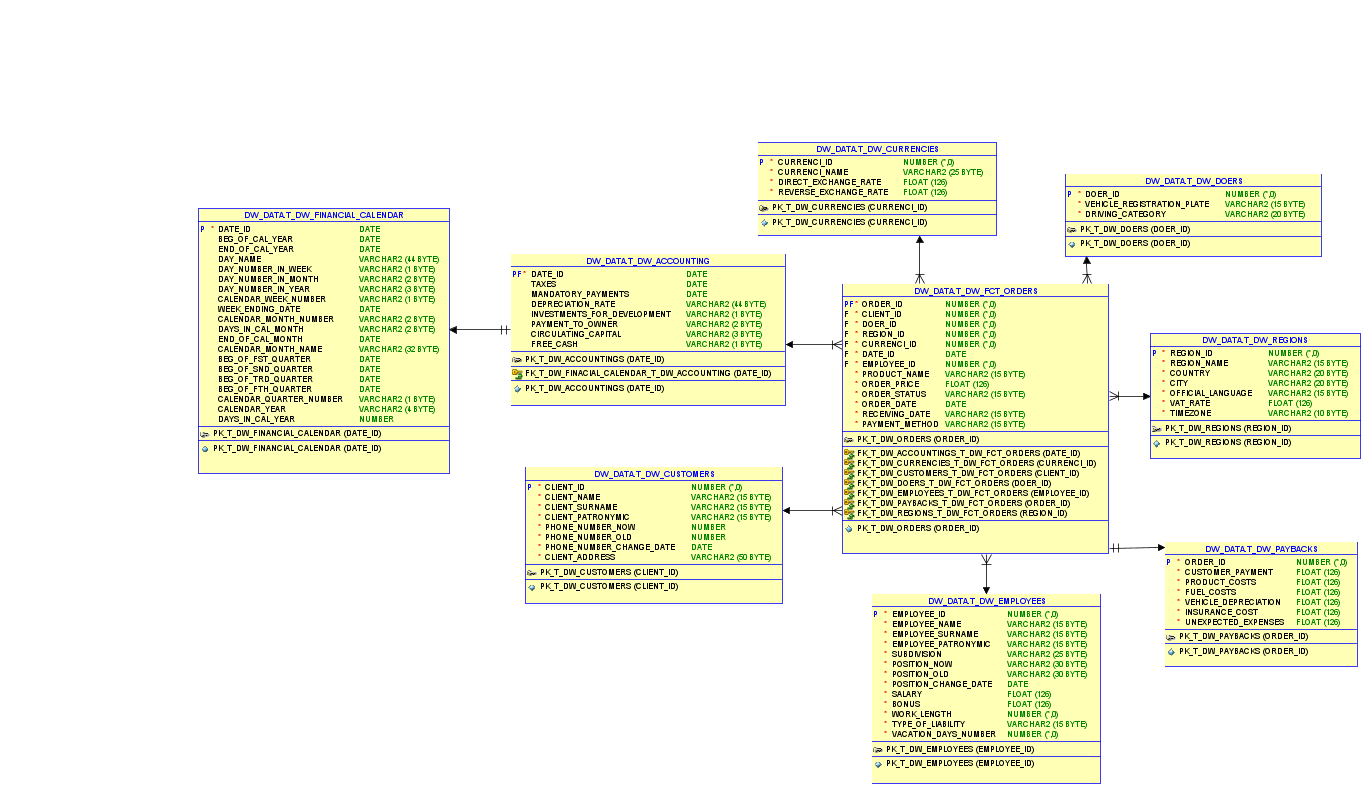 DW_DATA.T_DW_CURRENCIES
P * CURRENCI_ID NUMBER (*,0)
* CURRENCI_NAME VARCHAR2 (25 BYTE)
* DIRECT_EXCHANGE_RATE FLOAT (126)
* REVERSE_EXCHANGE_RATE FLOAT (126)
PK_T_DW_CURRENCIES (CURRENCI_ID)
PK_T_DW_CURRENCIES (CURRENCI_ID)
DW_DATA.T_DW_DOERS
P * DOER_ID NUMBER (*,0)
* VEHICLE_REGISTRATION_PLATE VARCHAR2 (15 BYTE)
* DRIVING_CATEGORY VARCHAR2 (20 BYTE)
PK_T_DW_DOERS (DOER_ID)
PK_T_DW_DOERS (DOER_ID)
DW_DATA.T_DW_FINANCIAL_CALENDAR
P * DATE_ID DATE
BEG_OF_CAL_YEAR DATE
END_OF_CAL_YEAR DATE
DAY_NAME VARCHAR2 (44 BYTE)
DAY_NUMBER_IN_WEEK VARCHAR2 (1 BYTE)
DAY_NUMBER_IN_MONTH VARCHAR2 (2 BYTE)
DAY_NUMBER_IN_YEAR VARCHAR2 (3 BYTE)
CALENDAR_WEEK_NUMBER VARCHAR2 (1 BYTE)
WEEK_ENDING_DATE DATE
CALENDAR_MONTH_NUMBER VARCHAR2 (2 BYTE)
DAYS_IN_CAL_MONTH VARCHAR2 (2 BYTE)
END_OF_CAL_MONTH DATE
CALENDAR_MONTH_NAME VARCHAR2 (32 BYTE)
BEG_OF_FST_QUARTER DATE
BEG_OF_SND_QUARTER DATE
BEG_OF_TRD_QUARTER DATE
BEG_OF_FTH_QUARTER DATE
CALENDAR_QUARTER_NUMBER VARCHAR2 (1 BYTE)
CALENDAR_YEAR VARCHAR2 (4 BYTE)
DAYS_IN_CAL_YEAR NUMBER
PK_T_DW_FINANCIAL_CALENDAR (DATE_ID)
PK_T_DW_FINANCIAL_CALENDAR (DATE_ID)
DW_DATA.T_DW_ACCOUNTING
PF * DATE_ID DATE
TAXES DATE
MANDATORY_PAYMENTS DATE
DEPRECIATION_RATE VARCHAR2 (44 BYTE)
INVESTMENTS_FOR_DEVELOPMENT VARCHAR2 (1 BYTE)
PAYMENT_TO_OWNER VARCHAR2 (2 BYTE)
CIRCULATING_CAPITAL VARCHAR2 (3 BYTE)
FREE_CASH VARCHAR2 (1 BYTE)
PK_T_DW_ACCOUNTINGS (DATE_ID)
FK_T_DW_FINACIAL_CALENDAR_T_DW_ACCOUNTING (DATE_ID)
PK_T_DW_ACCOUNTINGS (DATE_ID)
DW_DATA.T_DW_FCT_ORDERS
PF * ORDER_ID NUMBER (*,0)
F * CLIENT_ID NUMBER (*,0)
F * DOER_ID NUMBER (*,0)
F * REGION_ID NUMBER (*,0)
F * CURRENCI_ID NUMBER (*,0)
F * DATE_ID DATE
F * EMPLOYEE_ID NUMBER (*,0)
* PRODUCT_NAME VARCHAR2 (15 BYTE)
* ORDER_PRICE FLOAT (126)
* ORDER_STATUS VARCHAR2 (15 BYTE)
* ORDER_DATE DATE
* RECEIVING_DATE VARCHAR2 (15 BYTE)
* PAYMENT_METHOD VARCHAR2 (15 BYTE)
PK_T_DW_ORDERS (ORDER_ID)
FK_T_DW_ACCOUNTINGS_T_DW_FCT_ORDERS (DATE_ID)
FK_T_DW_CURRENCIES_T_DW_FCT_ORDERS (CURRENCI_ID)
FK_T_DW_CUSTOMERS_T_DW_FCT_ORDERS (CLIENT_ID)
FK_T_DW_DOERS_T_DW_FCT_ORDERS (DOER_ID)
FK_T_DW_EMPLOYEES_T_DW_FCT_ORDERS (EMPLOYEE_ID)
FK_T_DW_PAYBACKS_T_DW_FCT_ORDERS (ORDER_ID)
FK_T_DW_REGIONS_T_DW_FCT_ORDERS (REGION_ID)
PK_T_DW_ORDERS (ORDER_ID)
DW_DATA.T_DW_REGIONS
P * REGION_ID NUMBER (*,0)
* REGION_NAME VARCHAR2 (15 BYTE)
* COUNTRY VARCHAR2 (20 BYTE)
* CITY VARCHAR2 (20 BYTE)
* OFFICIAL_LANGUAGE VARCHAR2 (15 BYTE)
* VAT_RATE FLOAT (126)
* TIMEZONE VARCHAR2 (10 BYTE)
PK_T_DW_REGIONS (REGION_ID)
PK_T_DW_REGIONS (REGION_ID)
DW_DATA.T_DW_CUSTOMERS
P * CLIENT_ID NUMBER (*,0)
* CLIENT_NAME VARCHAR2 (15 BYTE)
* CLIENT_SURNAME VARCHAR2 (15 BYTE)
* CLIENT_PATRONYMIC VARCHAR2 (15 BYTE)
* PHONE_NUMBER_NOW NUMBER
* PHONE_NUMBER_OLD NUMBER
* PHONE_NUMBER_CHANGE_DATE DATE
* CLIENT_ADDRESS VARCHAR2 (50 BYTE)
PK_T_DW_CUSTOMERS (CLIENT_ID)
PK_T_DW_CUSTOMERS (CLIENT_ID)
DW_DATA.T_DW_PAYBACKS
P * ORDER_ID NUMBER (*,0)
* CUSTOMER_PAYMENT FLOAT (126)
* PRODUCT_COSTS FLOAT (126)
* FUEL_COSTS FLOAT (126)
* VEHICLE_DEPRECIATION FLOAT (126)
* INSURANCE_COST FLOAT (126)
* UNEXPECTED_EXPENSES FLOAT (126)
PK_T_DW_PAYBACKS (ORDER_ID)
PK_T_DW_PAYBACKS (ORDER_ID)
DW_DATA.T_DW_EMPLOYEES
P * EMPLOYEE_ID NUMBER (*,0)
* EMPLOYEE_NAME VARCHAR2 (15 BYTE)
* EMPLOYEE_SURNAME VARCHAR2 (15 BYTE)
* EMPLOYEE_PATRONYMIC VARCHAR2 (15 BYTE)
* SUBDIVISION VARCHAR2 (25 BYTE)
* POSITION_NOW VARCHAR2 (30 BYTE)
* POSITION_OLD VARCHAR2 (30 BYTE)
* POSITION_CHANGE_DATE DATE
* SALARY FLOAT (126)
* BONUS FLOAT (126)
* WORK_LENGTH NUMBER (*,0)
* TYPE_OF_LIABILITY VARCHAR2 (15 BYTE)
* VACATION_DAYS_NUMBER NUMBER (*,0)
PK_T_DW_EMPLOYEES (EMPLOYEE_ID)
PK_T_DW_EMPLOYEES (EMPLOYEE_ID)